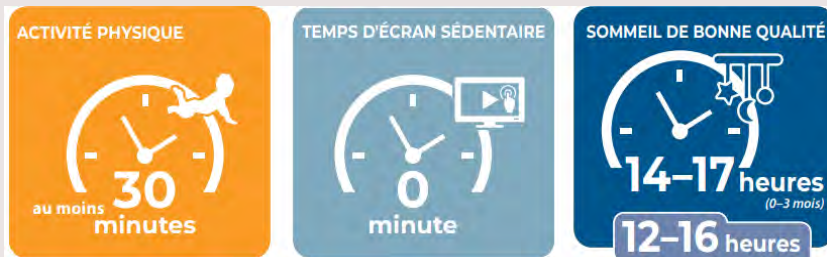 ACTIVITÉ PHYSIQUE
au moins 30
minutes
TEMPS D'ÉCRAN SÉDENTAIRE
0
minute
SOMMEIL DE BONNE QUALITÉ
14–17 heures
(0–3 mois)
12–16 heures